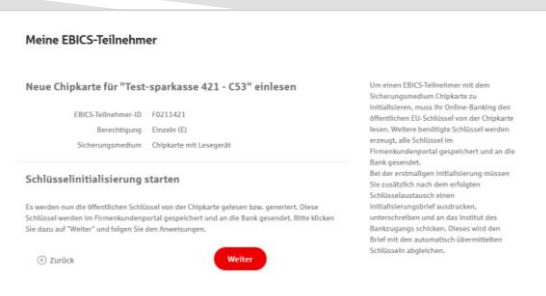 Meine EBICS-Teilnehmer
Neue Chipkarte für "Test-sparkasse 421 - C53" einlesen
EBICS-Teilnehmer-ID F0211421
Berechtigung Einzeln (E)
Sicherungsmedium Chipkarte mit Lesegerät
Schlüsselinitialisierung starten
Es werden nun die öffentlichen Schlüssel von der Chipkarte gelesen bzw. generiert. Diese
Schlüssel werden im Firmenkundenportal gespeichert und an die Bank gesendet. Bitte klicken
Sie dazu auf "Weiter" und folgen Sie den Anweisungen.
Zurück
Weiter
Um einen EBICS-Teilnehmer mit dem
Sicherungsmedium Chipkarte zu
initialisieren, muss Ihr Online-Banking den
öffentlichen EU-Schlüssel von der Chipkarte
lesen. Weitere benötigte Schlüssel werden
erzeugt, alle Schlüssel im
Firmenkundenportal gespeichert und an die
Bank gesendet.
Bei der erstmaligen Initialisierung müssen
Sie zusätzlich nach dem erfolgten
Schlüsselaustausch einen
Initialisierungsbrief ausdrucken,
unterschreiben und an das Institut des
Bankzugangs schicken. Dieses wird den
Brief mit den automatisch übermittelten
Schlüsseln abgleichen.